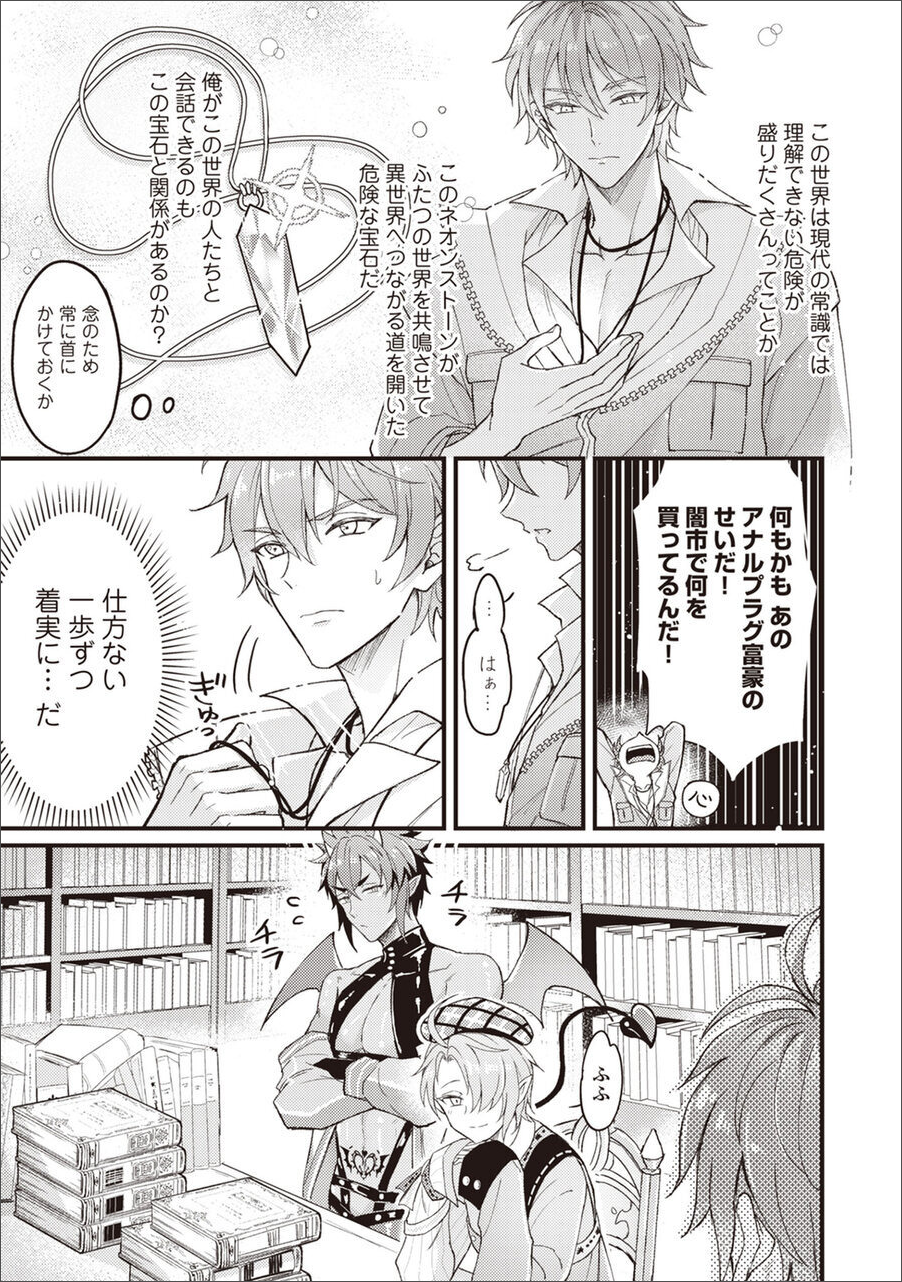 この世界は現代の常識では
理解できない危険が
盛りだくさんってことか
このネオンストーンが
ふたつの世界を共鳴させて
異世界へつながる道を開いた
危険な宝石だ
俺がこの世界の人たちと
会話できるのも
この宝石と関係があるのか?
念のため
常に首に
かけておくか
何もかも あの
アナルプラグ富豪の
せいだ!
闇市で何を
買ってるんだ!
心
…
はぁ…
ぎゅっ
仕方ない
一歩ずつ
着実に…だ
チラ
チラ
ふふ